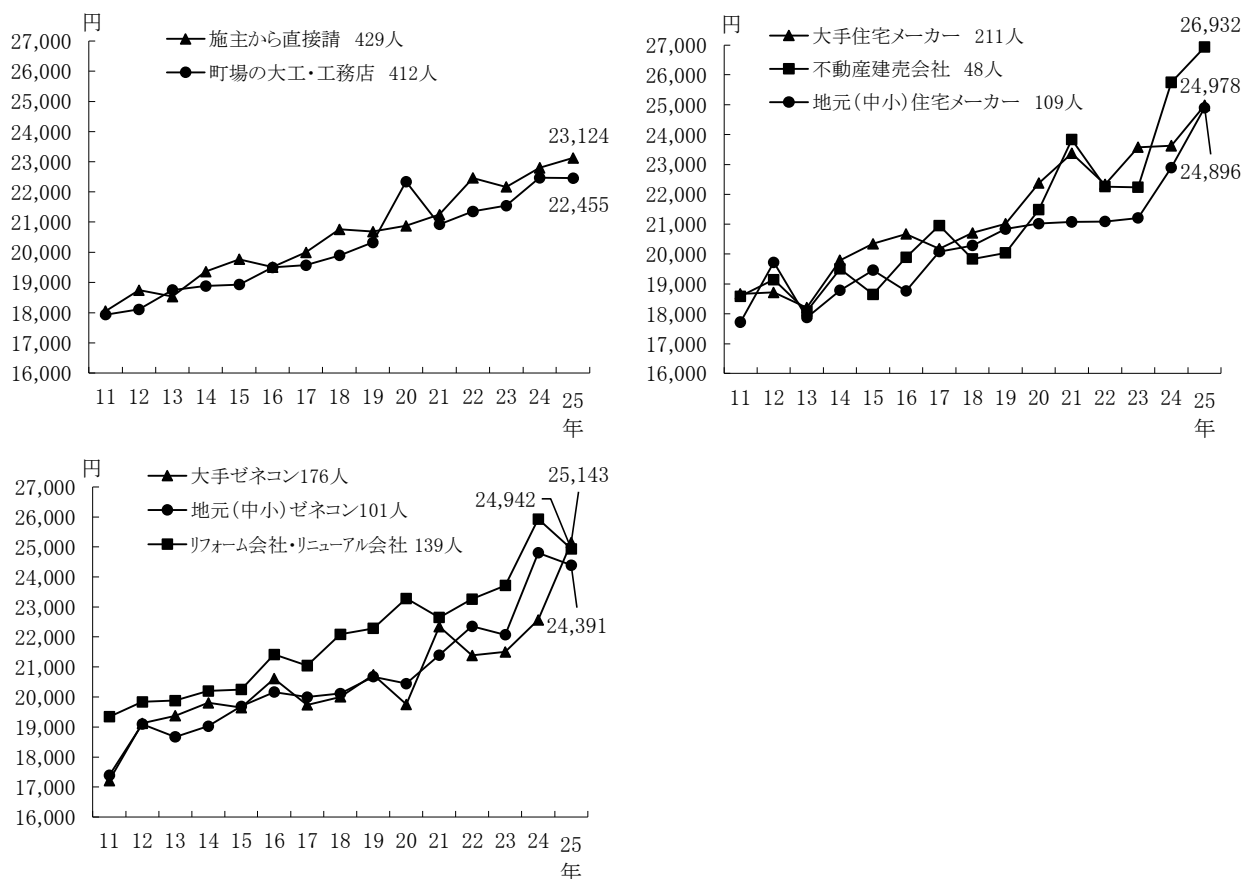 円
▲ 施主から直接請 429人
● 町場の大工・工務店 412人
27,000
26,000
25,000
24,000
23,000
22,000
21,000
20,000
19,000
18,000
17,000
16,000
23,124
22,455
11 12 13 14 15 16 17 18 19 20 21 22 23 24 25
年
円
▲ 大手住宅メーカー 211人
■ 不動産建売会社 48人
● 地元(中小)住宅メーカー 109人
27,000
26,000
25,000
24,000
23,000
22,000
21,000
20,000
19,000
18,000
17,000
16,000
26,932
24,978
24,896
11 12 13 14 15 16 17 18 19 20 21 22 23 24 25
年
円
▲ 大手ゼネコン176人
● 地元(中小)ゼネコン101人
■ リフォーム会社・リニューアル会社 139人
27,000
26,000
25,000
24,000
23,000
22,000
21,000
20,000
19,000
18,000
17,000
16,000
25,143
24,942
24,391
11 12 13 14 15 16 17 18 19 20 21 22 23 24 25
年